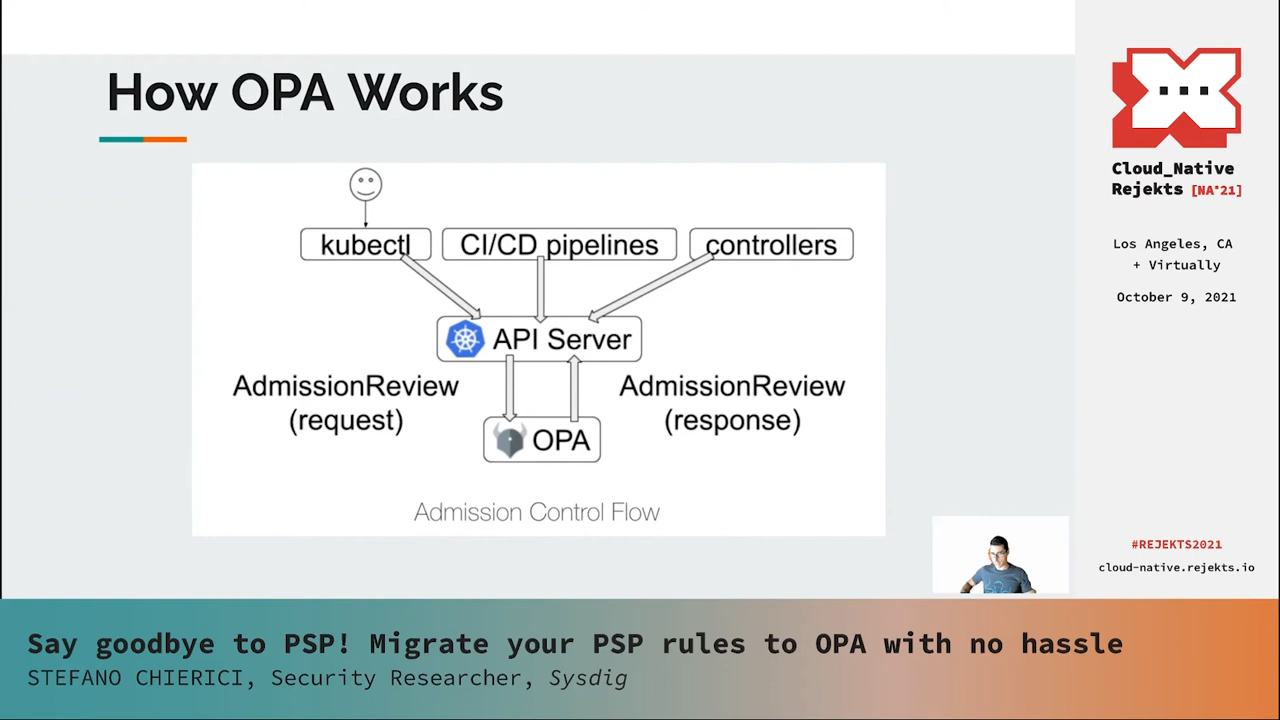 How OPA Works
kubectl
CI/CD pipelines
controllers
API Server
AdmissionReview
(request)
AdmissionReview
(response)
OPA
Admission Control Flow
Cloud_Native
Rejekts [NA'21]
Los Angeles, CA
+ Virtually
October 9, 2021
#REJEKTS2021
cloud-native.rejekts.io
Say goodbye to PSP! Migrate your PSP rules to OPA with no hassle
STEFANO CHIERICI, Security Researcher, Sysdig